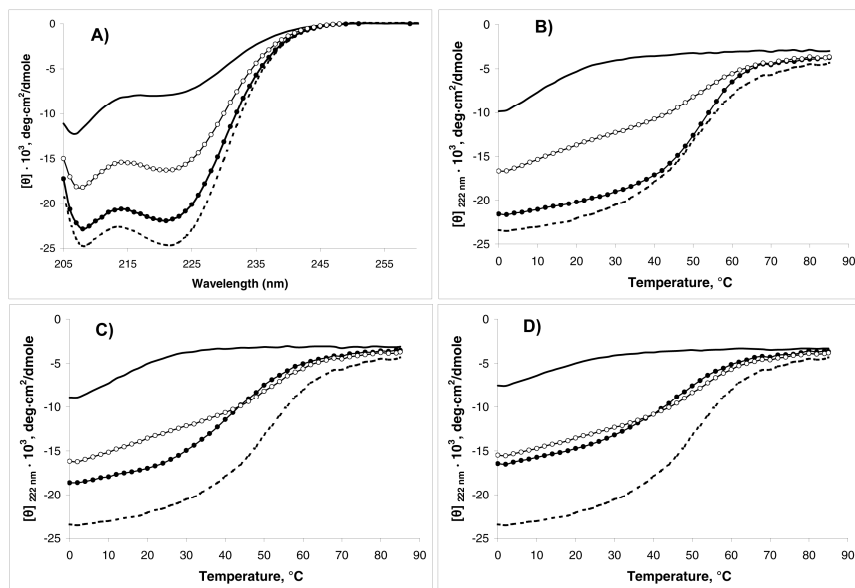 A)
[θ] · 10³, deg·cm²/dmole
0
-5
-10
-15
-20
-25
205 215 225 235 245 255
Wavelength (nm)
B)
[θ] 222 nm · 10³, deg·cm²/dmole
0
-5
-10
-15
-20
-25
0 10 20 30 40 50 60 70 80 90
Temperature, °C
C)
[θ] 222 nm · 10³, deg·cm²/dmole
0
-5
-10
-15
-20
-25
0 10 20 30 40 50 60 70 80 90
Temperature, °C
D)
[θ] 222 nm · 10³, deg·cm²/dmole
0
-5
-10
-15
-20
-25
0 10 20 30 40 50 60 70 80 90
Temperature, °C